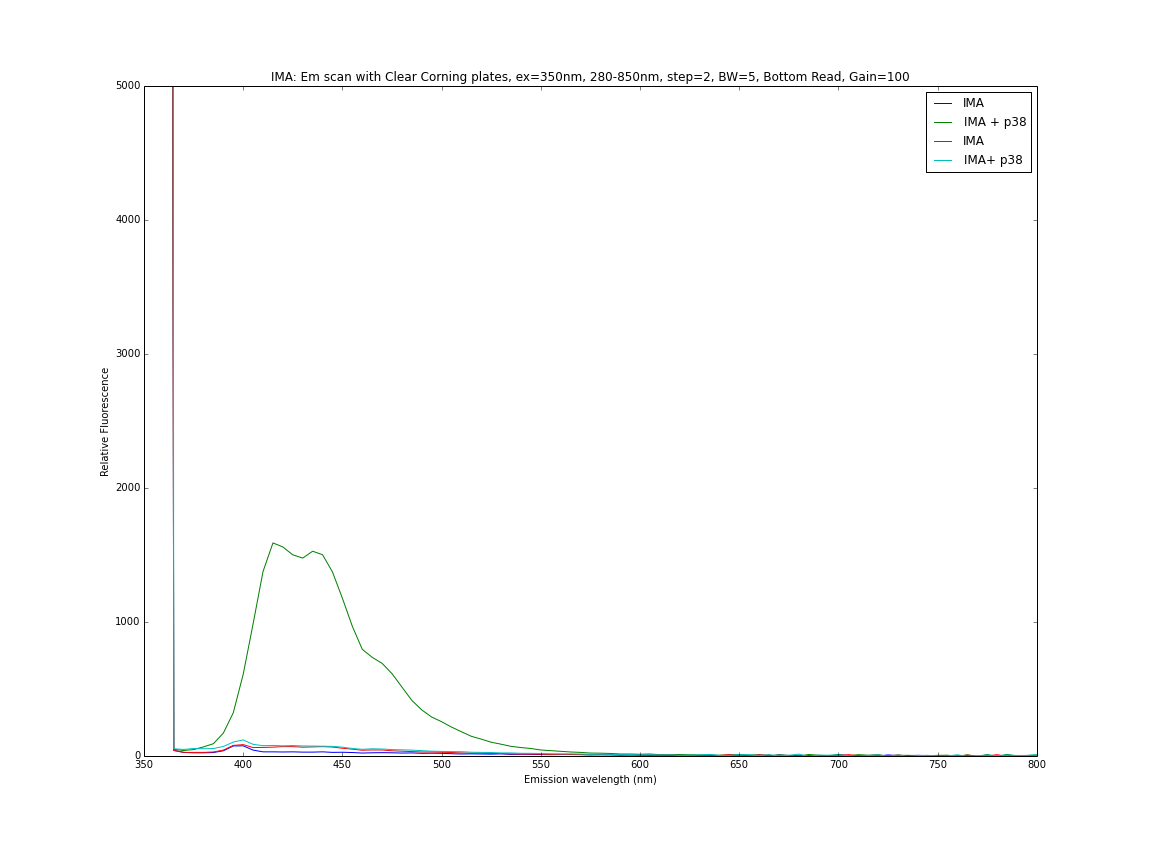 IMA: Em scan with Clear Corning plates, ex=350nm, 280-850nm, step=2, BW=5, Bottom Read, Gain=100
5000
4000
3000
2000
1000
0
Relative Fluorescence
IMA
IMA + p38
IMA
IMA+ p38
350 400 450 500 550 600 650 700 750 800
Emission wavelength (nm)